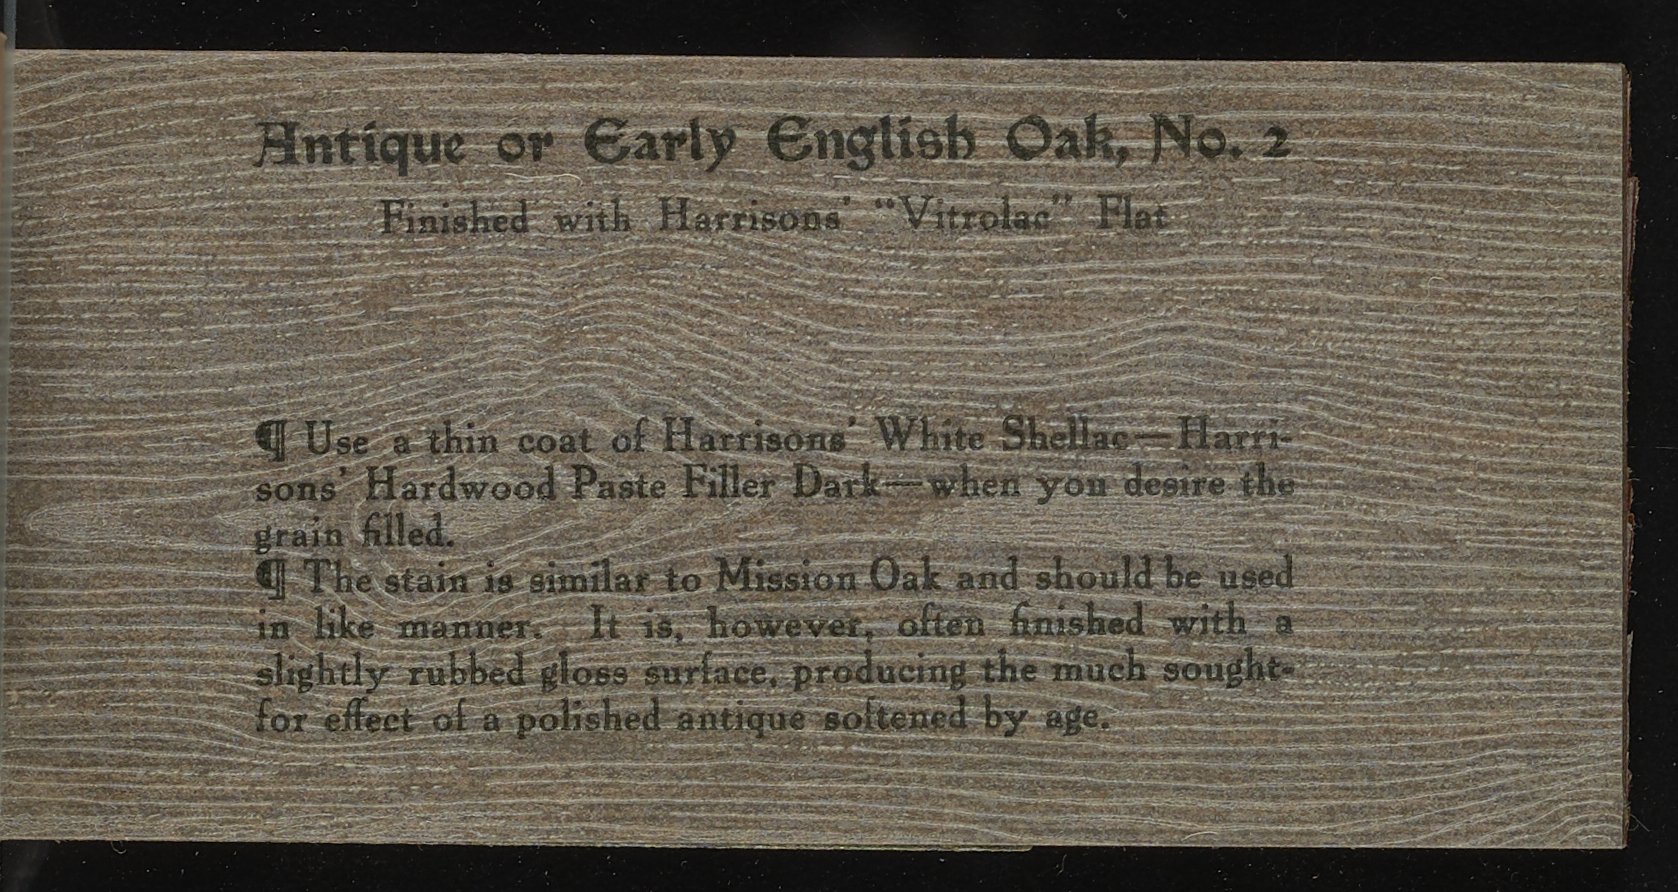 Antique or Early English Oak, No. 2
Finished with Harrisons' "Vitrolac" Flat
¶ Use a thin coat of Harrisons' White Shellac—Harri-
sons' Hardwood Paste Filler Dark—when you desire the
grain filled.
¶ The stain is similar to Mission Oak and should be used
in like manner. It is, however, often finished with a
slightly rubbed gloss surface, producing the much sought-
for effect of a polished antique softened by age.